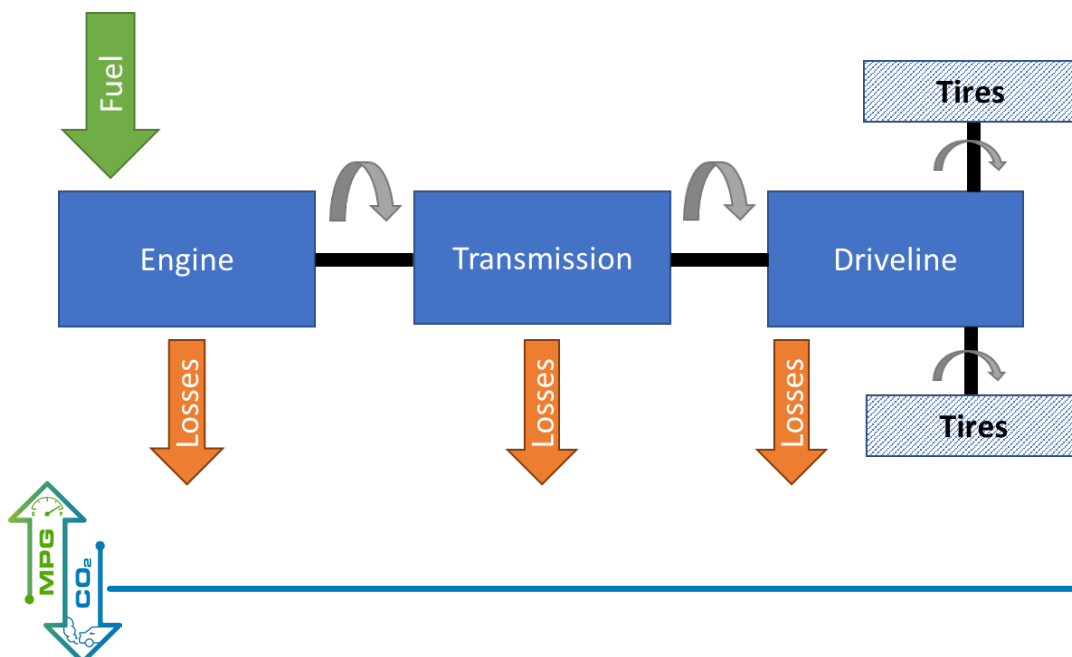 Fuel
Tires
Engine
Transmission
Driveline
Losses
Losses
Losses
Tires
MPG
CO₂